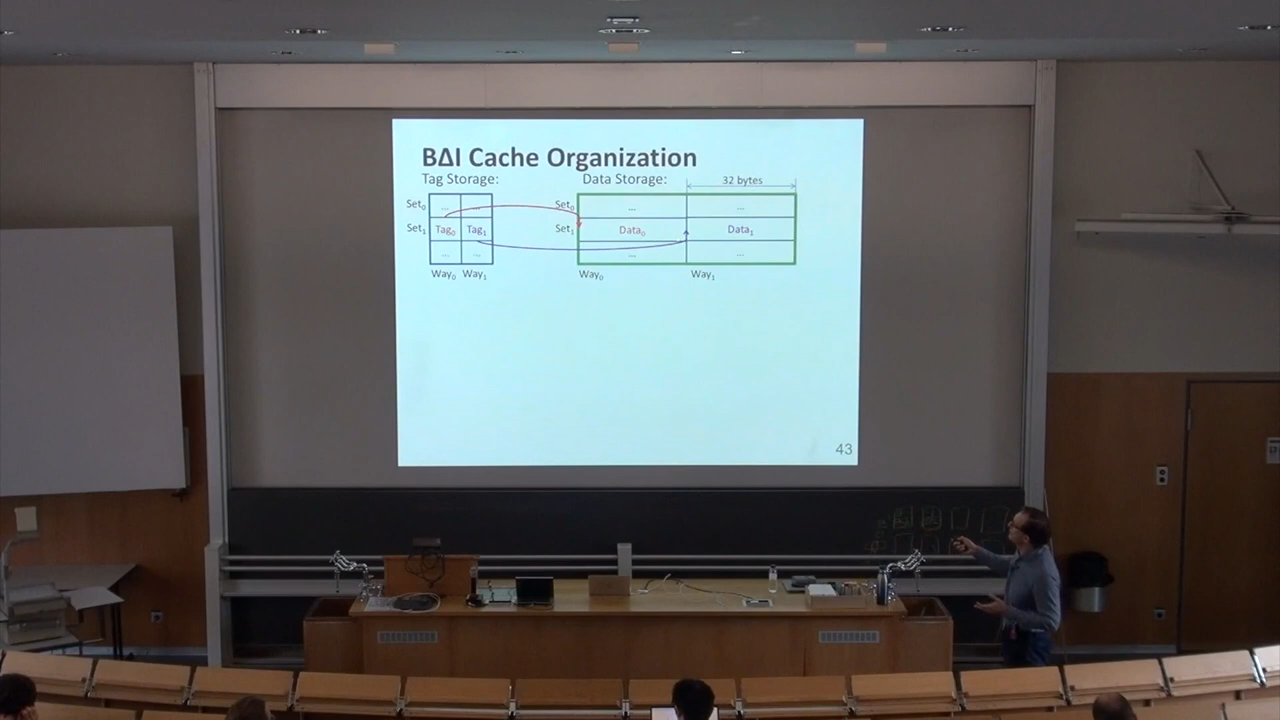 BΔI Cache Organization
Tag Storage: Data Storage: 32 bytes
Set₀ ... ... Set₀ ... ...
Set₁ Tag₀ Tag₁ Set₁ Data₀ Data₁
... ... ... ...
Way₀ Way₁ Way₀ Way₁
43